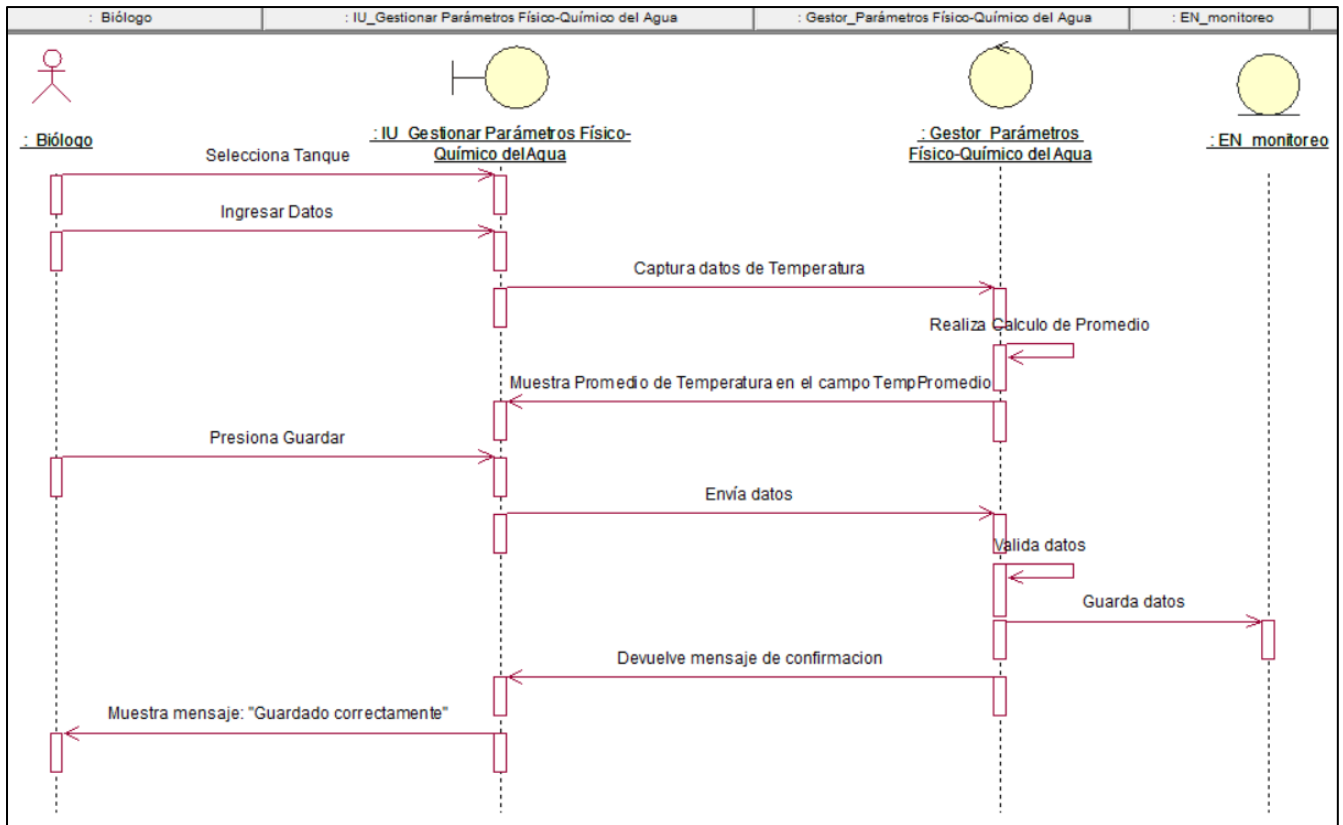 : Biólogo
: IU_Gestionar Parámetros Físico-Químico del Agua
: Gestor_Parámetros Físico-Químico del Agua
: EN_monitoreo
: Biólogo
: IU_Gestionar Parámetros Físico-
Químico del Agua
: Gestor_Parámetros
Físico-Químico del Agua
: EN_monitoreo
Selecciona Tanque
Ingresar Datos
Captura datos de Temperatura
Realiza Calculo de Promedio
Muestra Promedio de Temperatura en el campo TempPromedio
Presiona Guardar
Envía datos
Valida datos
Guarda datos
Devuelve mensaje de confirmacion
Muestra mensaje: "Guardado correctamente"